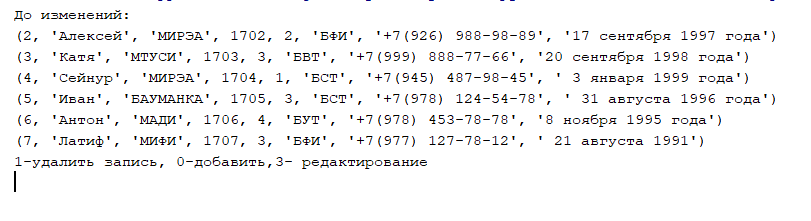 До изменений:
(2, 'Алексей', 'МИРЭА', 1702, 2, 'БФИ', '+7(926) 988-98-89', '17 сентября 1997 года')
(3, 'Катя', 'МТУСИ', 1703, 3, 'БВТ', '+7(999) 888-77-66', '20 сентября 1998 года')
(4, 'Сейнур', 'МИРЭА', 1704, 1, 'БСТ', '+7(945) 487-98-45', ' 3 января 1999 года')
(5, 'Иван', 'БАУМАНКА', 1705, 3, 'БСТ', '+7(978) 124-54-78', ' 31 августа 1996 года')
(6, 'Антон', 'МАДИ', 1706, 4, 'БУТ', '+7(978) 453-78-78', '8 ноября 1995 года')
(7, 'Латиф', 'МИФИ', 1707, 3, 'БФИ', '+7(977) 127-78-12', ' 21 августа 1991')
1-удалить запись, 0-добавить,3- редактирование